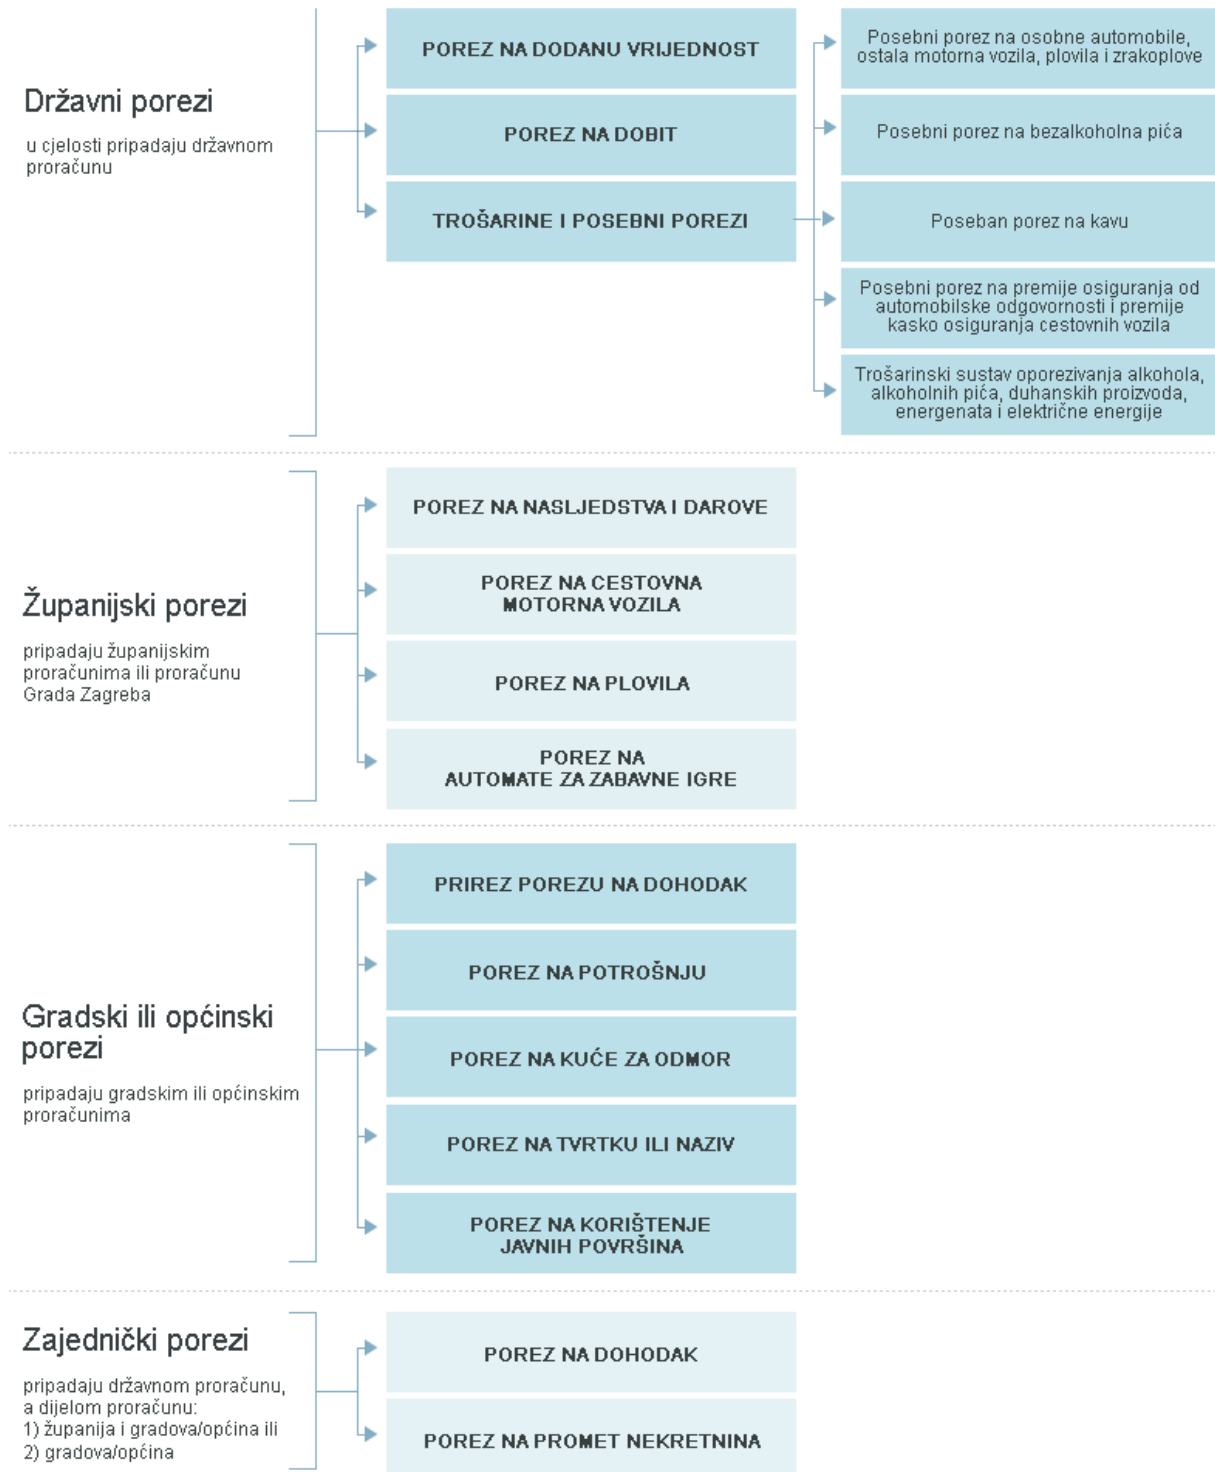 Državni porezi
u cjelosti pripadaju državnom
proračunu
POREZ NA DODANU VRIJEDNOST
POREZ NA DOBIT
TROŠARINE I POSEBNI POREZI
Posebni porez na osobne automobile,
ostala motorna vozila, plovila i zrakoplove
Posebni porez na bezalkoholna pića
Poseban porez na kavu
Posebni porez na premije osiguranja od
automobilske odgovornosti i premije
kasko osiguranja cestovnih vozila
Trošarinski sustav oporezivanja alkohola,
alkoholnih pića, duhanskih proizvoda,
energenata i električne energije
Županijski porezi
pripadaju županijskim
proračunima ili proračunu
Grada Zagreba
POREZ NA NASLJEDSTVA I DAROVE
POREZ NA CESTOVNA
MOTORNA VOZILA
POREZ NA PLOVILA
POREZ NA
AUTOMATE ZA ZABAVNE IGRE
Gradski ili općinski
porezi
pripadaju gradskim ili općinskim
proračunima
PRIREZ POREZU NA DOHODAK
POREZ NA POTROŠNJU
POREZ NA KUĆE ZA ODMOR
POREZ NA TVRTKU ILI NAZIV
POREZ NA KORIŠTENJE
JAVNIH POVRŠINA
Zajednički porezi
pripadaju državnom proračunu,
a dijelom proračunu:
1) županija i gradova/općina ili
2) gradova/općina
POREZ NA DOHODAK
POREZ NA PROMET NEKRETNINA